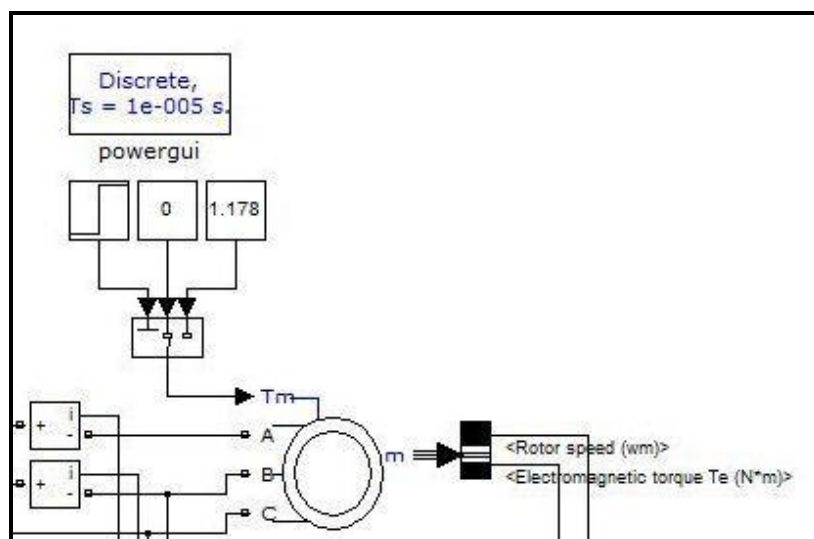 Discrete,
Ts = 1e-005 s.
powergui
0
1.178
Tm
i
+
-
A
m
<Rotor speed (wm)>
i
+
-
B
<Electromagnetic torque Te (N*m)>
C